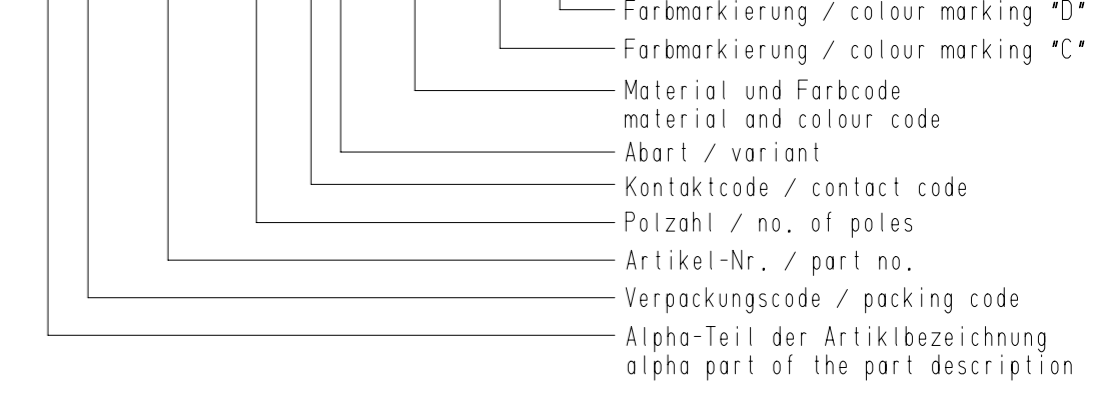 Farbmarkierung / colour marking "D"
Farbmarkierung / colour marking "C"
Material und Farbcode
material and colour code
Abart / variant
Kontaktcode / contact code
Polzahl / no. of poles
Artikel-Nr. / part no.
Verpackungscode / packing code
Alpha-Teil der Artiklbezeichnung
alpha part of the part description